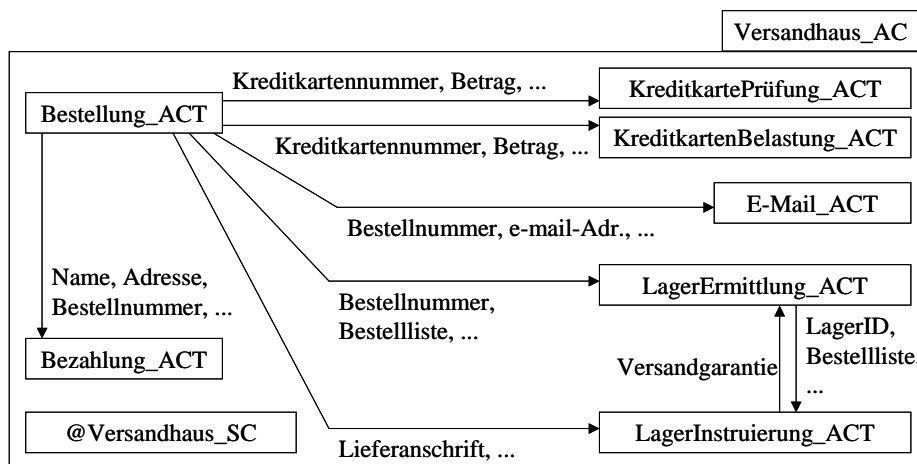 Versandhaus_AC
Kreditkartennummer, Betrag, ...
KreditkartePrüfung_ACT
Bestellung_ACT
KreditkartenBelastung_ACT
Kreditkartennummer, Betrag, ...
E-Mail_ACT
Bestellnummer, e-mail-Adr., ...
Name, Adresse,
Bestellnummer, ...
LagerErmittlung_ACT
Bestellnummer,
Bestellliste, ...
LagerID,
Bestellliste,
...
Bezahlung_ACT
Versandgarantie
@Versandhaus_SC
LagerInstruierung_ACT
Lieferanschrift, ...